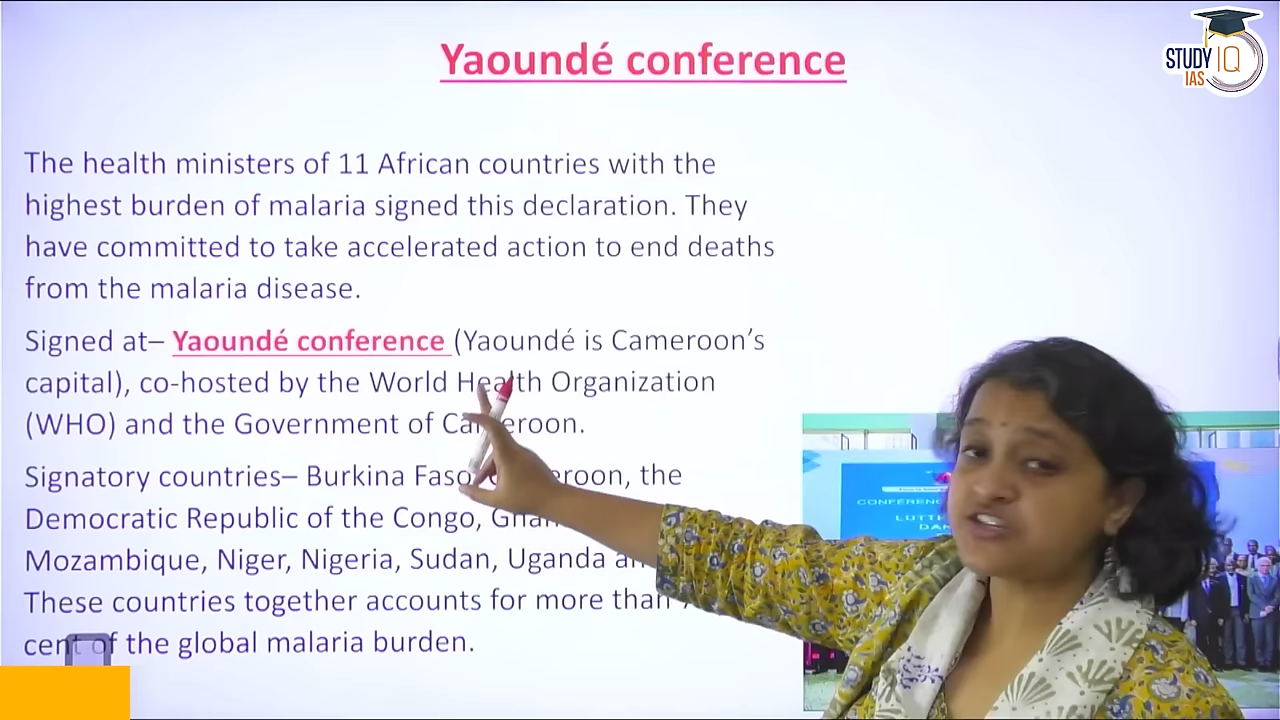 Yaoundé conference
STUDY IQ
IAS
The health ministers of 11 African countries with the
highest burden of malaria signed this declaration. They
have committed to take accelerated action to end deaths
from the malaria disease.
Signed at– Yaoundé conference (Yaoundé is Cameroon’s
capital), co-hosted by the World Health Organization
(WHO) and the Government of Cameroon.
Signatory countries– Burkina Faso, the
Democratic Republic of the Congo,
Mozambique, Niger, Nigeria, Sudan, Uganda
These countries together accounts for more than
cent of the global malaria burden.